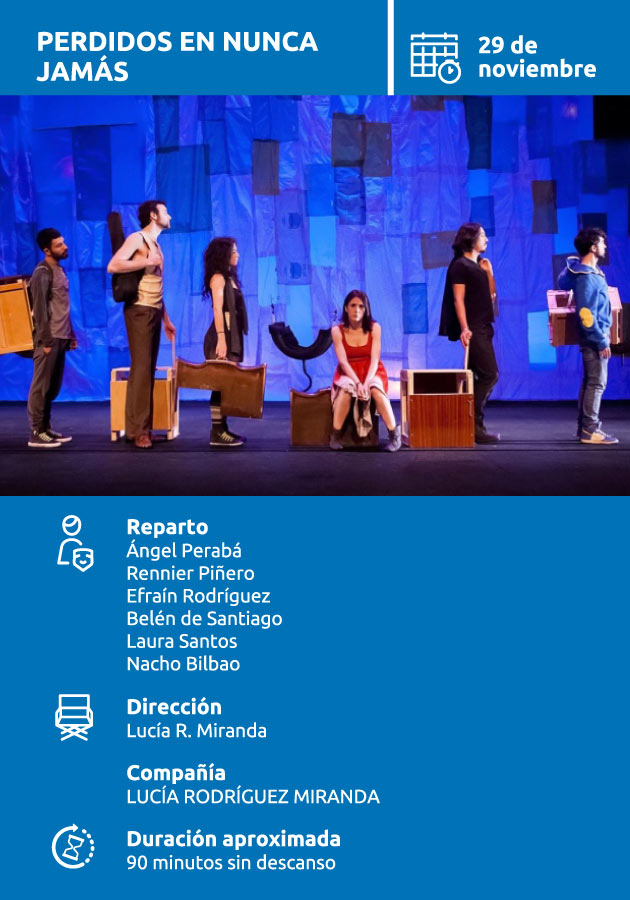 PERDIDOS EN NUNCA
JAMÁS
29 de
noviembre
Reparto
Ángel Perabá
Rennier Piñero
Efraín Rodríguez
Belén de Santiago
Laura Santos
Nacho Bilbao
Dirección
Lucía R. Miranda
Compañía
LUCÍA RODRÍGUEZ MIRANDA
Duración aproximada
90 minutos sin descanso